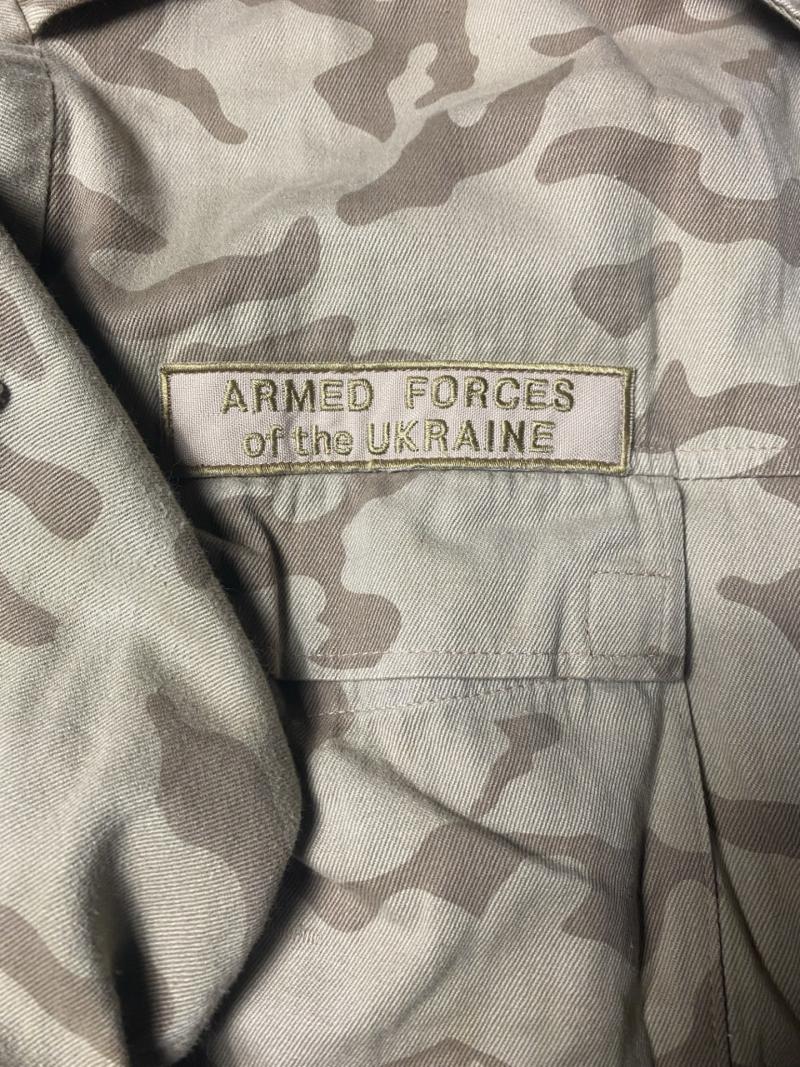 ARMED FORCES
of the UKRAINE